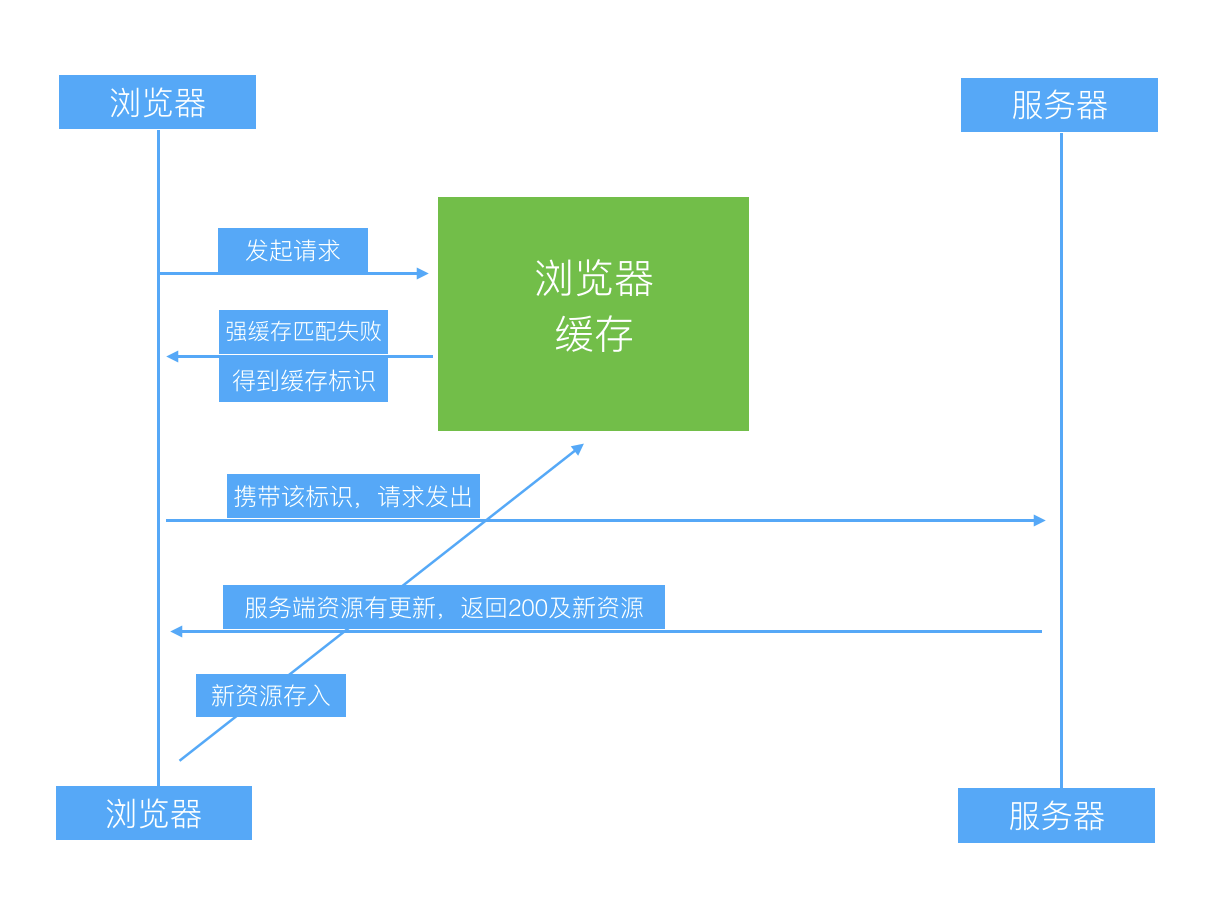 浏览器
服务器
浏览器
缓存
发起请求
强缓存匹配失败
得到缓存标识
携带该标识，请求发出
服务端资源有更新，返回200及新资源
新资源存入
浏览器
服务器